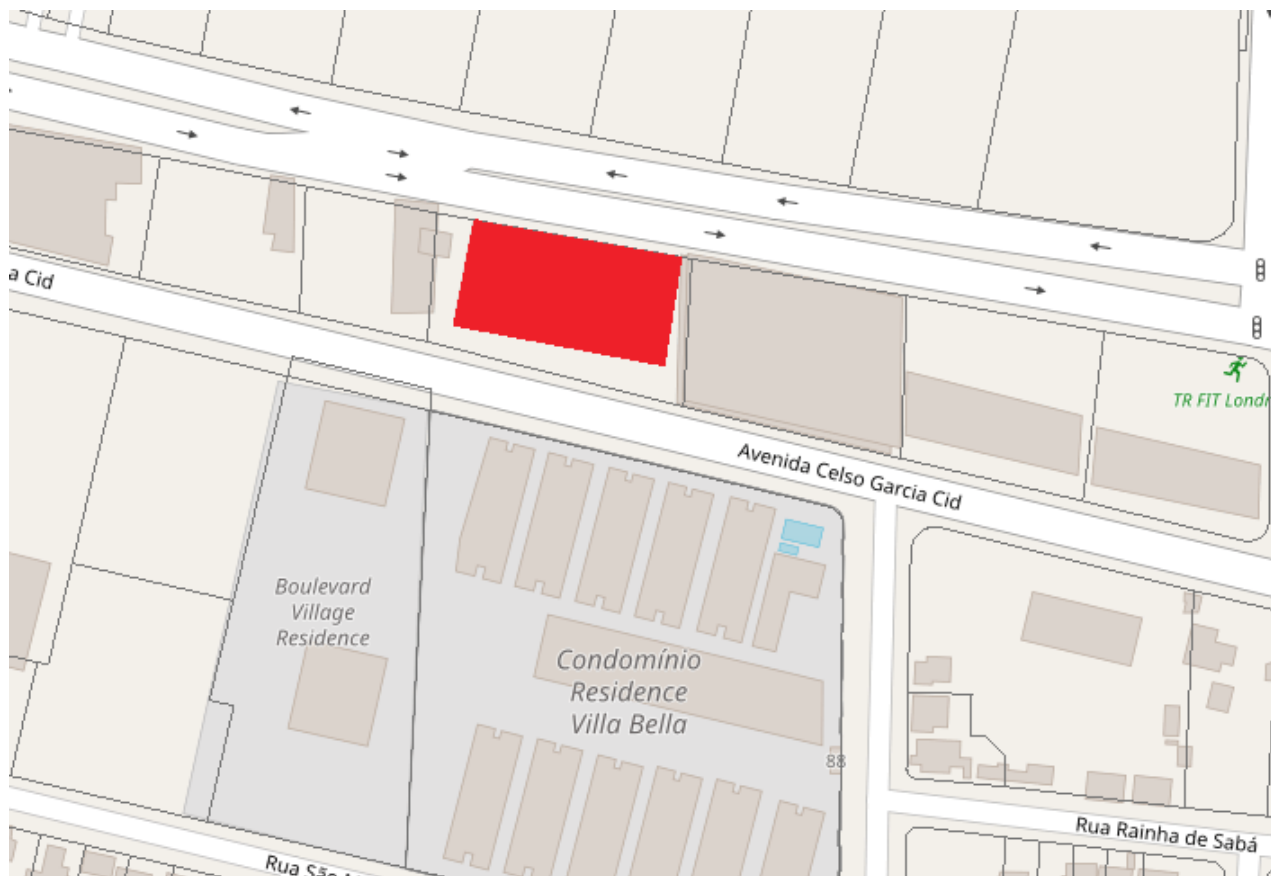 a Cid
TR FIT Londr
Avenida Celso Garcia Cid
Boulevard
Village
Residence
Condomínio
Residence
Villa Bella
88
Rua Rainha de Sabá
Rua São